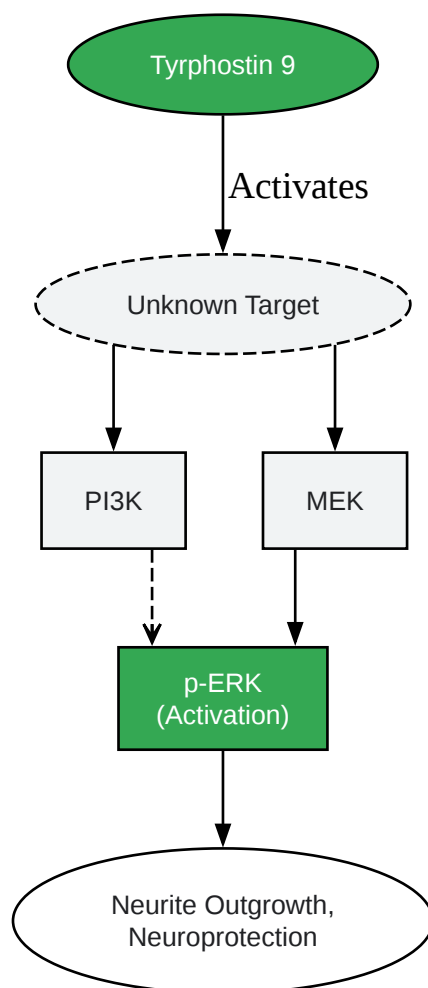 Tyrphostin 9
Activates
Unknown Target
PI3K
MEK
p-ERK
(Activation)
Neurite Outgrowth,
Neuroprotection